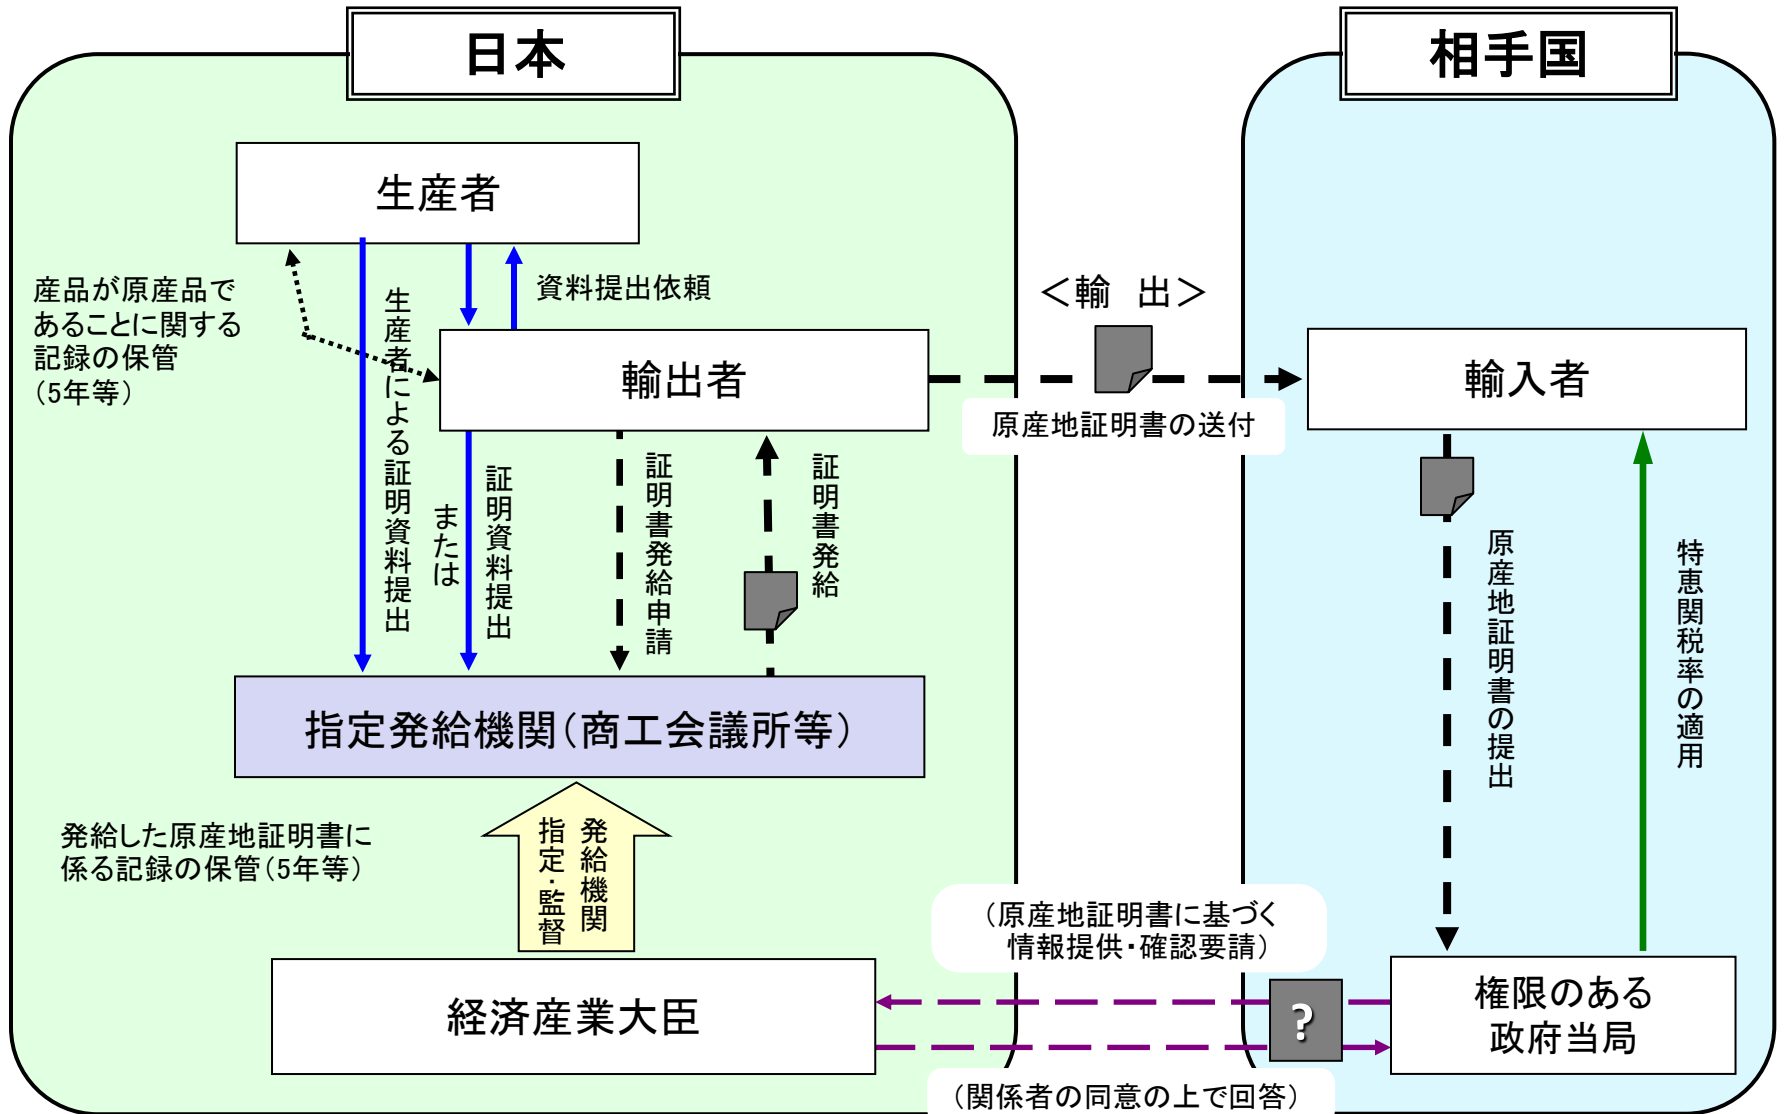 日本
相手国
生産者
産品が原産品で
あることに関する
記録の保管
(5年等)
生産者による証明資料提出
資料提出依頼
＜輸 出＞
輸出者
輸入者
原産地証明書の送付
または
証明資料提出
証明書発給申請
証明書発給
原産地証明書の提出
特恵関税率の適用
指定発給機関(商工会議所等)
発給した原産地証明書に
係る記録の保管(5年等)
発給機関
指定・監督
(原産地証明書に基づく
情報提供・確認要請)
経済産業大臣
?
権限のある
政府当局
(関係者の同意の上で回答)